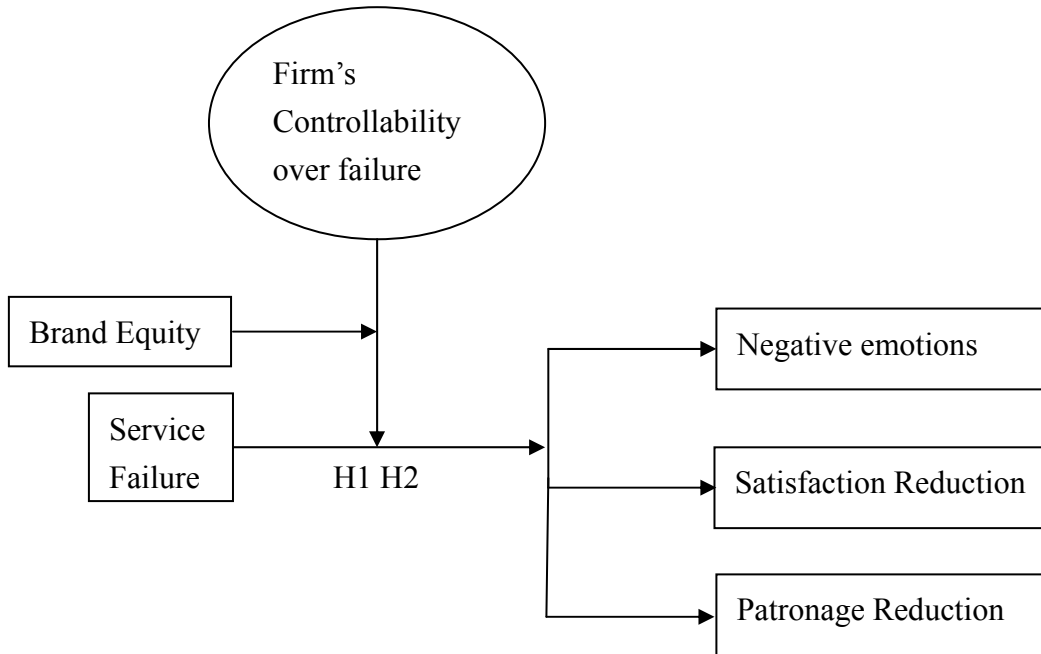 Firm’s
Controllability
over failure
Brand Equity
Negative emotions
Service
Failure
H1 H2
Satisfaction Reduction
Patronage Reduction